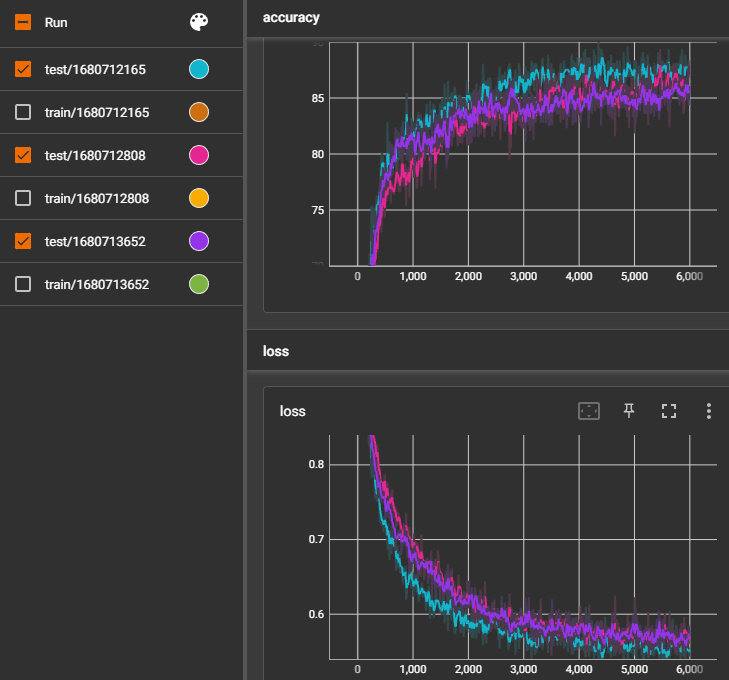 Run
test/1680712165
train/1680712165
test/1680712808
train/1680712808
test/1680713652
train/1680713652
accuracy
85
80
75
0 1,000 2,000 3,000 4,000 5,000 6,000
loss
loss
0.8
0.7
0.6
0 1,000 2,000 3,000 4,000 5,000 6,000